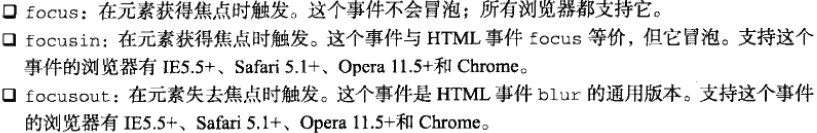 ❑ focus：在元素获得焦点时触发。这个事件不会冒泡；所有浏览器都支持它。
❑ focusin：在元素获得焦点时触发。这个事件与 HTML 事件 focus 等价，但它冒泡。支持这个
事件的浏览器有 IE5.5+、Safari 5.1+、Opera 11.5+和 Chrome。
❑ focusout：在元素失去焦点时触发。这个事件是 HTML 事件 blur 的通用版本。支持这个事件
的浏览器有 IE5.5+、Safari 5.1+、Opera 11.5+和 Chrome。